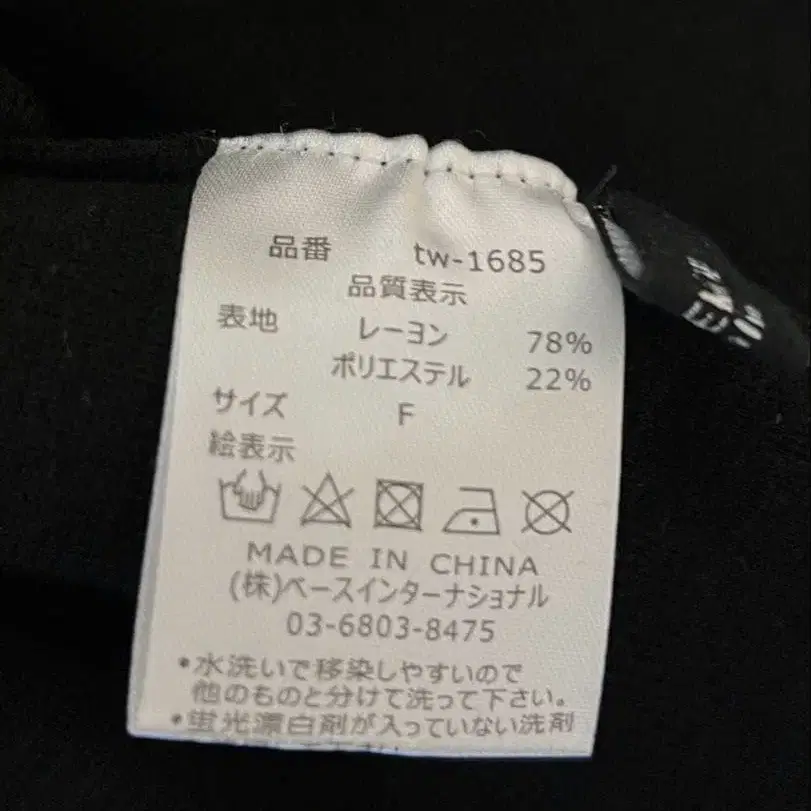 品番 tw-1685
品質表示
表地 レーヨン 78%
ポリエステル 22%
サイズ F
絵表示
MADE IN CHINA
(株)ベースインターナショナル
03-6803-8475
*水洗いで移染しやすいので
他のものと分けて洗って下さい。
*蛍光漂白剤が入っていない洗剤